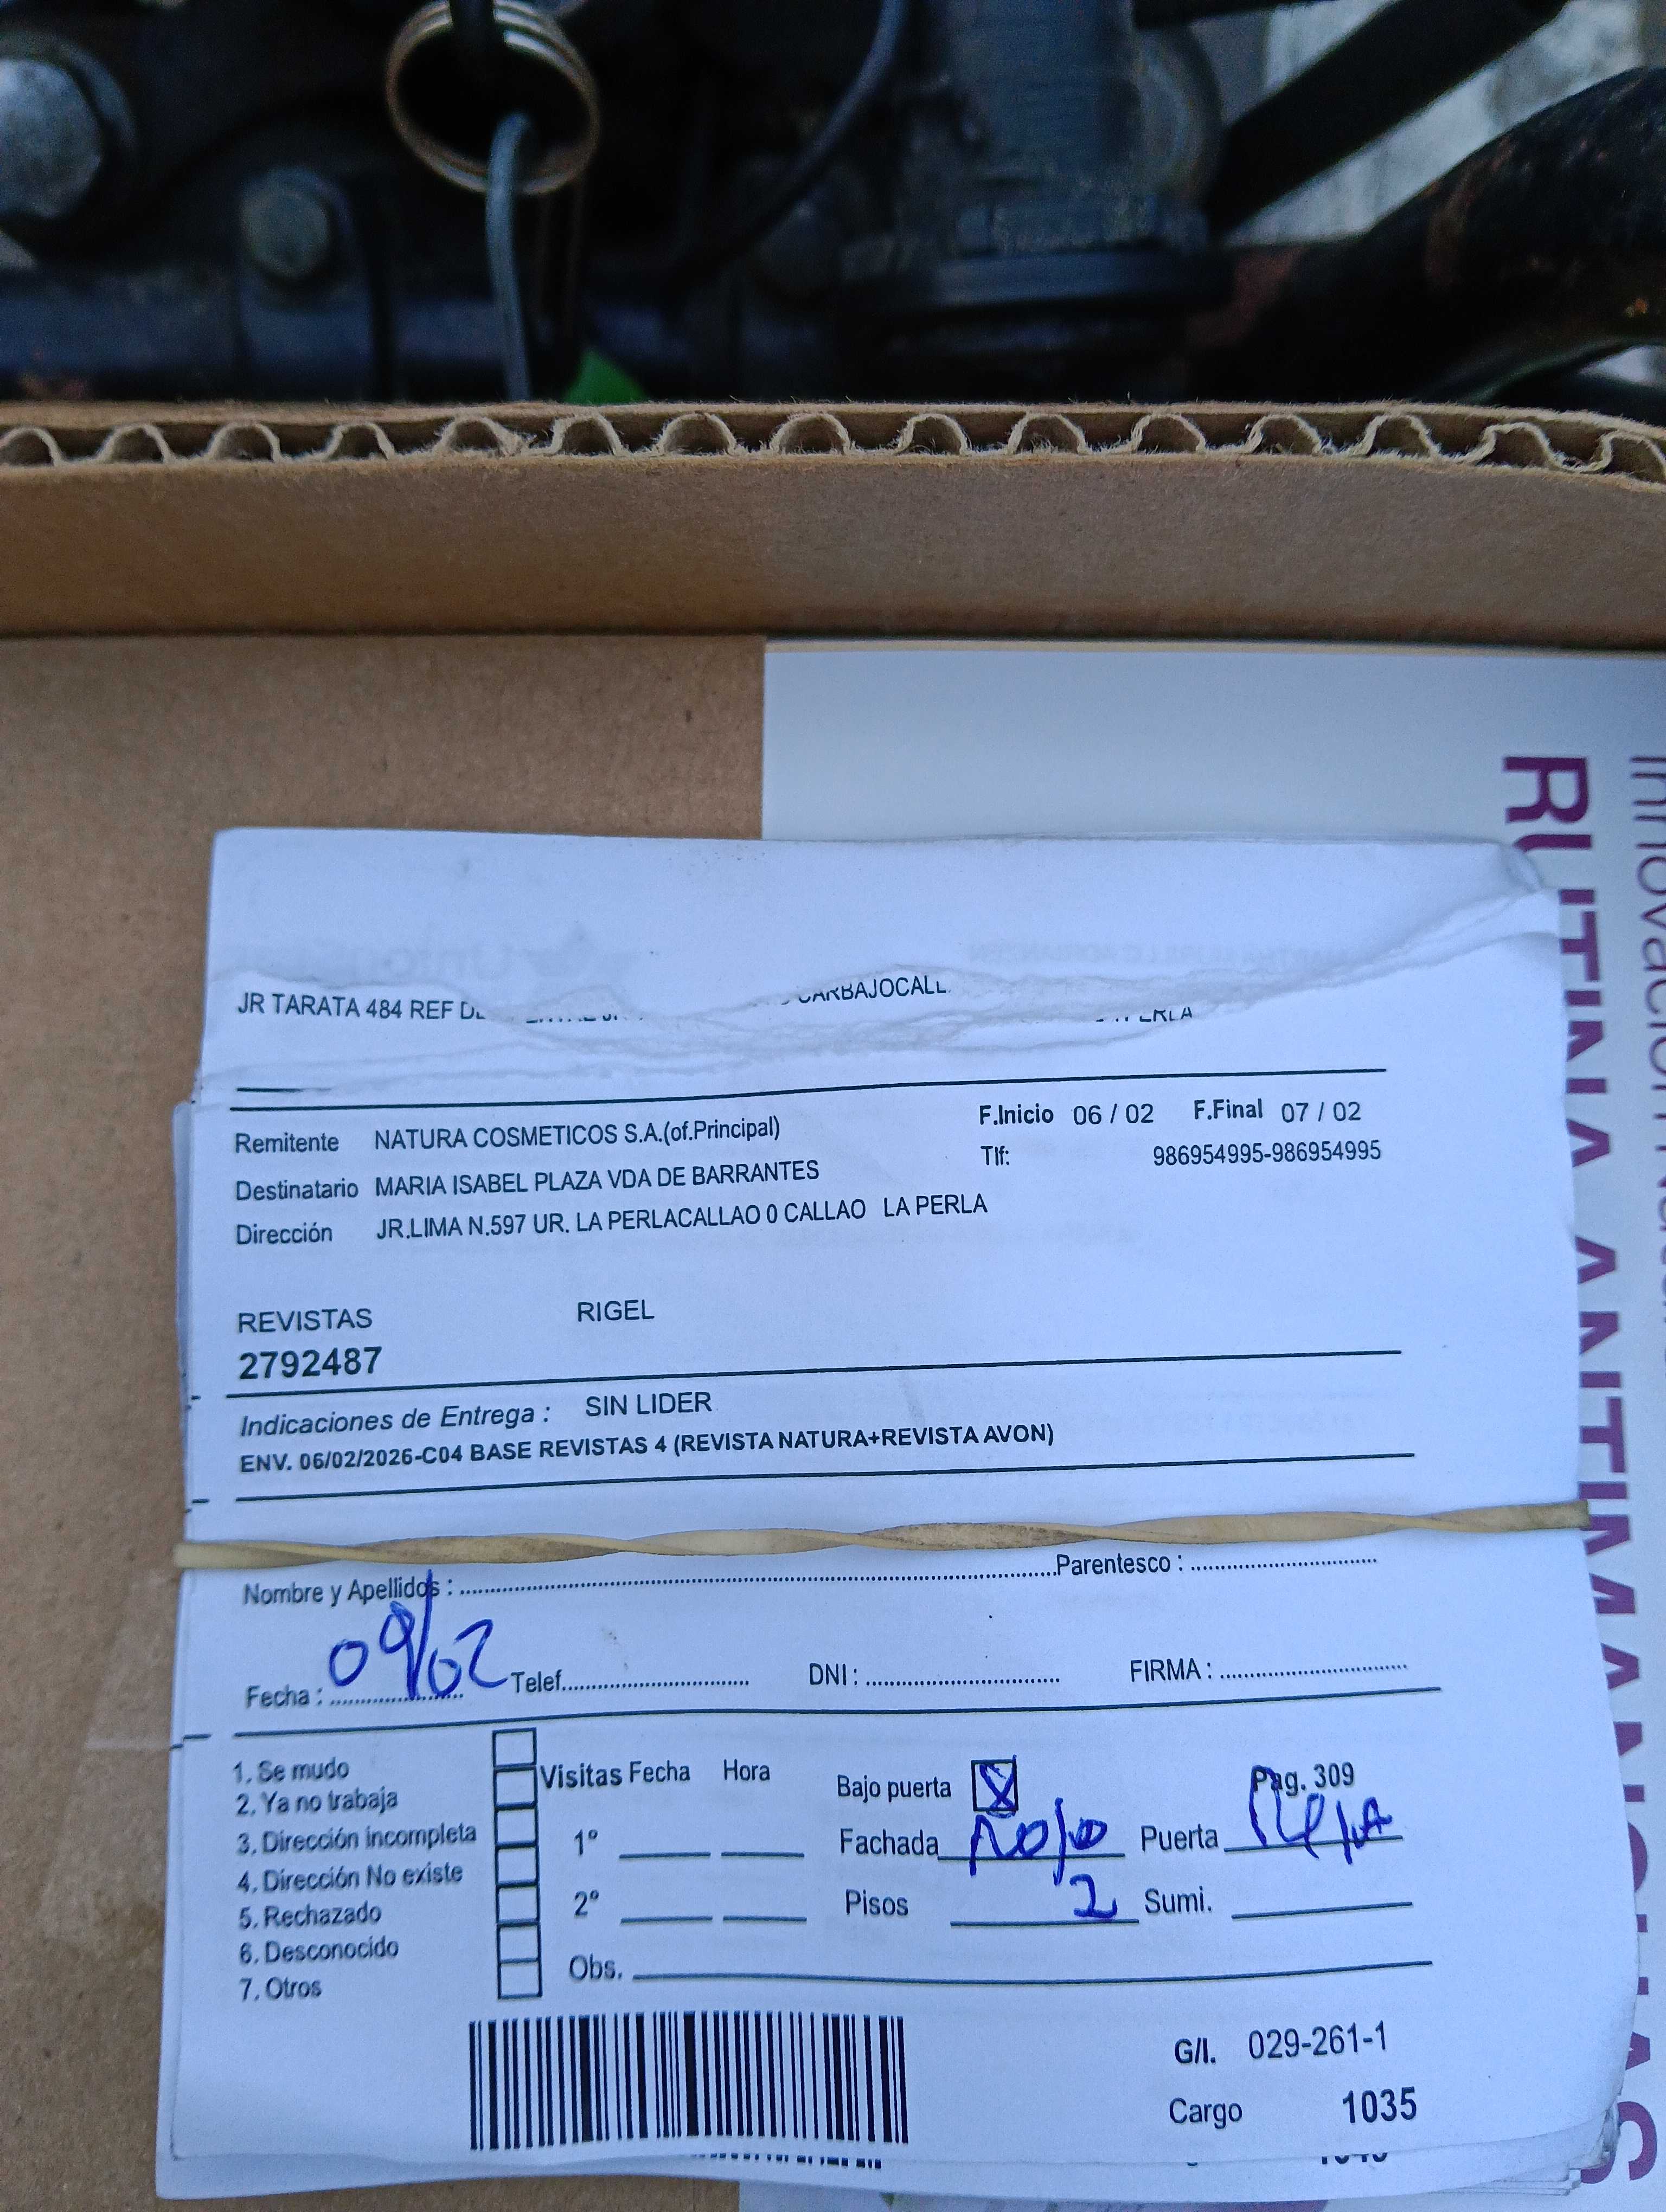 JR TARATA 484 REF
CARBAJOCALL
Remitente NATURA COSMETICOS S.A.(of.Principal) F.Inicio 06 / 02 F.Final 07 / 02
Tlf: 986954995-986954995
Destinatario MARIA ISABEL PLAZA VDA DE BARRANTES
Dirección JR.LIMA N.597 UR. LA PERLACALLAO 0 CALLAO LA PERLA
REVISTAS RIGEL
2792487
Indicaciones de Entrega : SIN LIDER
ENV. 06/02/2026-C04 BASE REVISTAS 4 (REVISTA NATURA+REVISTA AVON)
Nombre y Apellidos : Parentesco :
Fecha : 09/02 Telef. DNI : FIRMA :
1. Se mudo
2. Ya no trabaja
3. Dirección incompleta
4. Dirección No existe
5. Rechazado
6. Desconocido
7. Otros
Visitas Fecha Hora
1º
2º
Obs.
Bajo puerta X Pag. 309
Fachada Rojo Puerta Reja
Pisos 2 Sumi.
G/I. 029-261-1
Cargo 1035
RUTINA ANTIMANCHAS